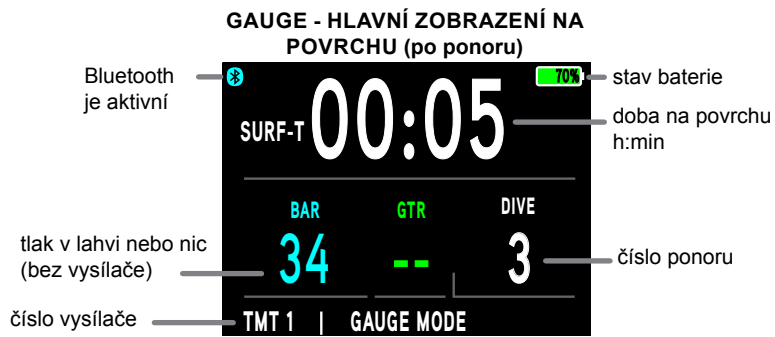 GAUGE - HLAVNÍ ZOBRAZENÍ NA
POVRCHU (po ponoru)
Bluetooth
je aktivní
70%
stav baterie
SURF-T 00:05
doba na povrchu
h:min
BAR GTR DIVE
tlak v lahvi nebo nic
(bez vysílače)
34 -- 3
číslo ponoru
číslo vysílače
TMT 1 | GAUGE MODE